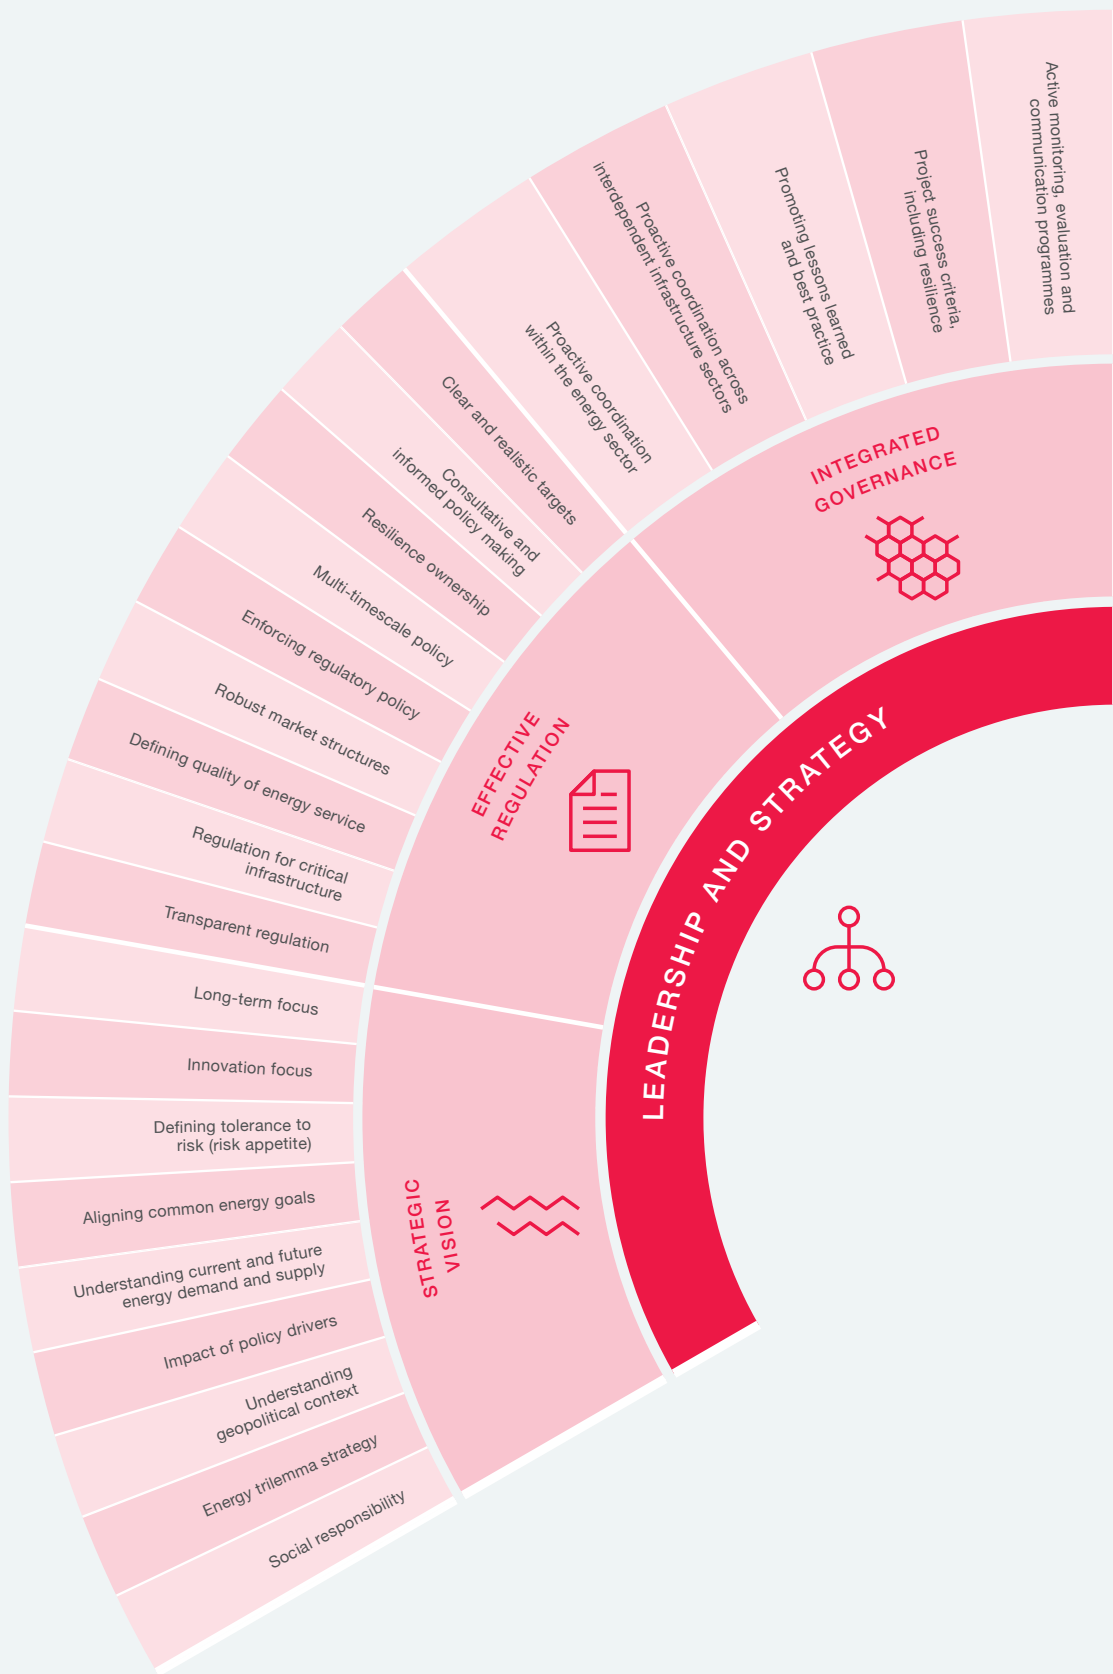 LEADERSHIP AND STRATEGY
INTEGRATED
GOVERNANCE
Active monitoring, evaluation and
communication programmes
Project success criteria,
including resilience
Promoting lessons learned
and best practice
Proactive coordination across
interdependent infrastructure sectors
Proactive coordination
within the energy sector
EFFECTIVE
REGULATION
Clear and realistic targets
Consultative and
informed policy making
Resilience ownership
Multi-timescale policy
Enforcing regulatory policy
Robust market structures
Defining quality of energy service
Regulation for critical
infrastructure
Transparent regulation
STRATEGIC
VISION
Long-term focus
Innovation focus
Defining tolerance to
risk (risk appetite)
Aligning common energy goals
Understanding current and future
energy demand and supply
Impact of policy drivers
Understanding
geopolitical context
Energy trilemma strategy
Social responsibility